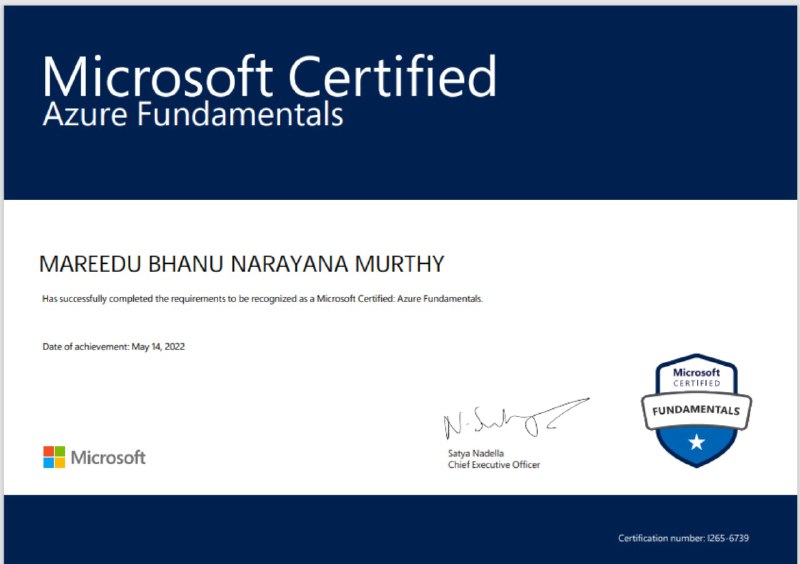 Microsoft Certified
Azure Fundamentals
MAREEDU BHANU NARAYANA MURTHY
Has successfully completed the requirements to be recognized as a Microsoft Certified: Azure Fundamentals.
Date of achievement: May 14, 2022
Microsoft
CERTIFIED
FUNDAMENTALS
N. Satya
Satya Nadella
Chief Executive Officer
Microsoft
Certification number: I265-6739